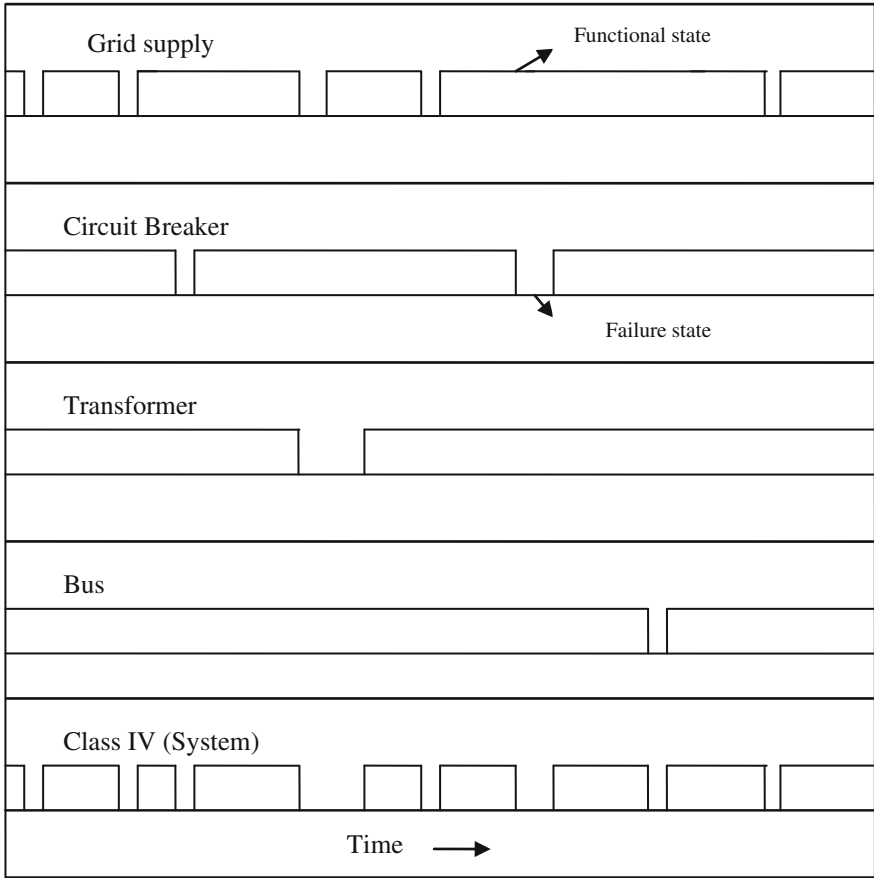 Grid supply
Functional state
Circuit Breaker
Failure state
Transformer
Bus
Class IV (System)
Time